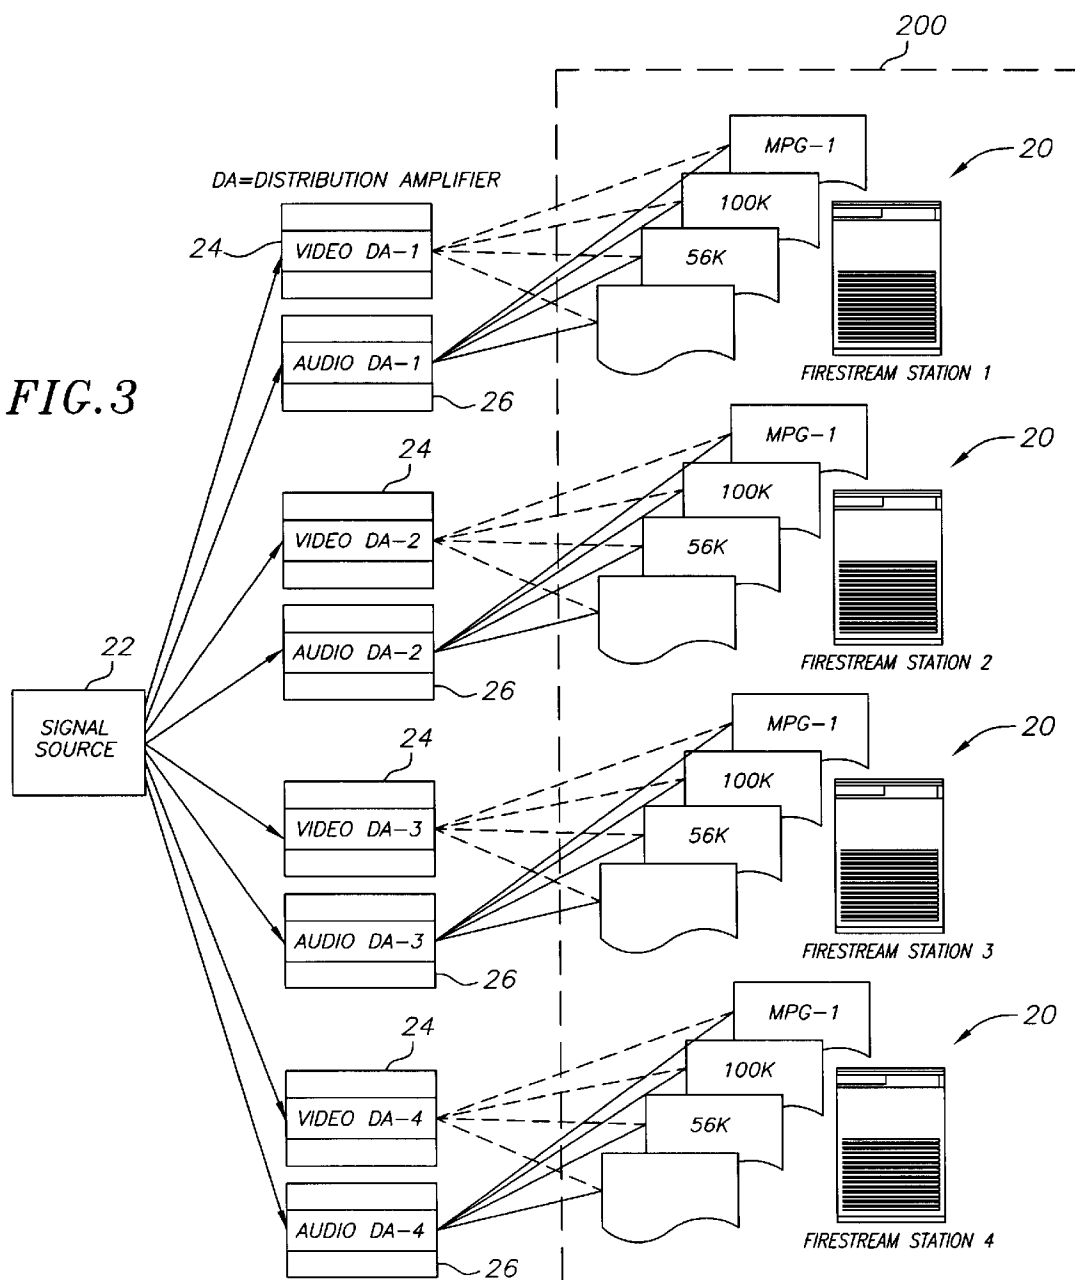 200
DA=DISTRIBUTION AMPLIFIER
MPG-1
20
100K
24
VIDEO DA-1
56K
AUDIO DA-1
FIRESTREAM STATION 1
FIG.3
26
24
MPG-1
20
100K
VIDEO DA-2
56K
AUDIO DA-2
FIRESTREAM STATION 2
22
26
SIGNAL
SOURCE
24
MPG-1
20
100K
VIDEO DA-3
56K
AUDIO DA-3
FIRESTREAM STATION 3
26
24
MPG-1
20
100K
VIDEO DA-4
56K
AUDIO DA-4
FIRESTREAM STATION 4
26